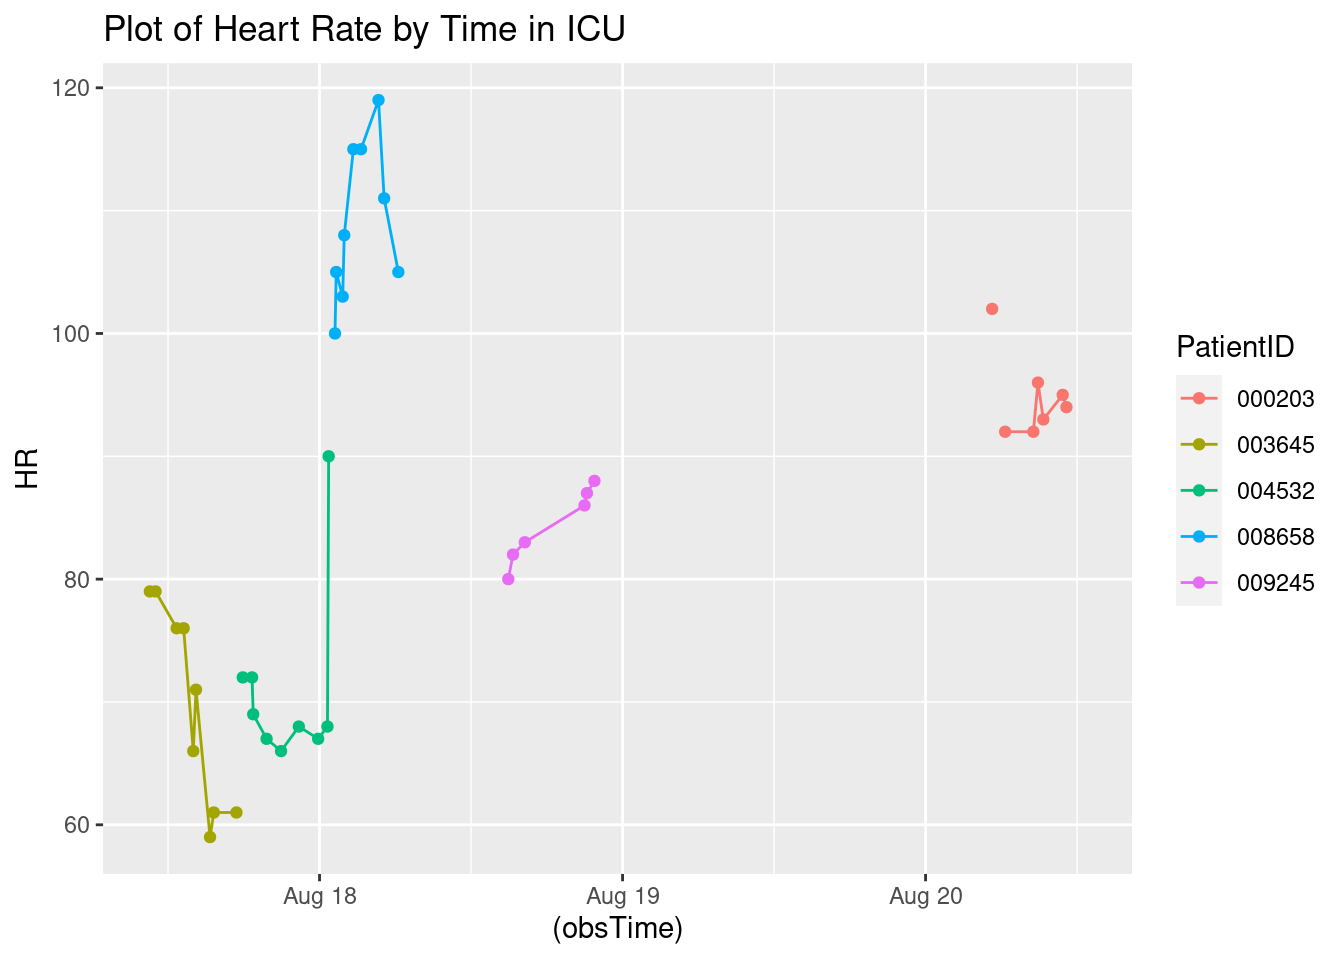 Plot of Heart Rate by Time in ICU
120
100
80
60
HR
Aug 18
Aug 19
Aug 20
(obsTime)
PatientID
000203
003645
004532
008658
009245